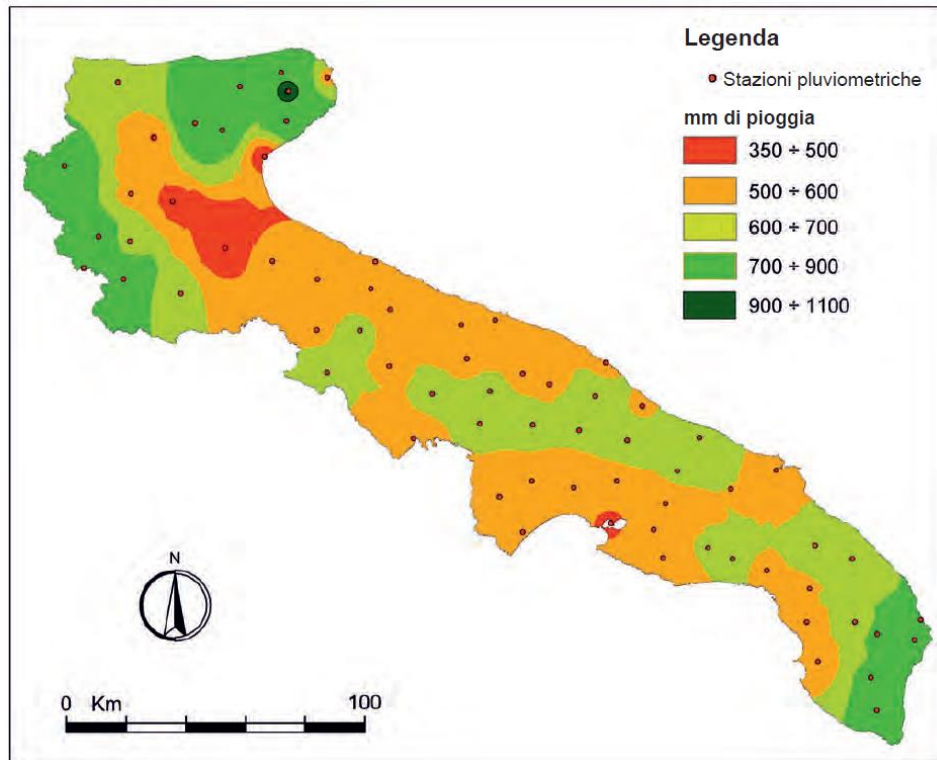 Legenda
Stazioni pluviometriche
mm di pioggia
350 ÷ 500
500 ÷ 600
600 ÷ 700
700 ÷ 900
900 ÷ 1100
N
0 Km 100